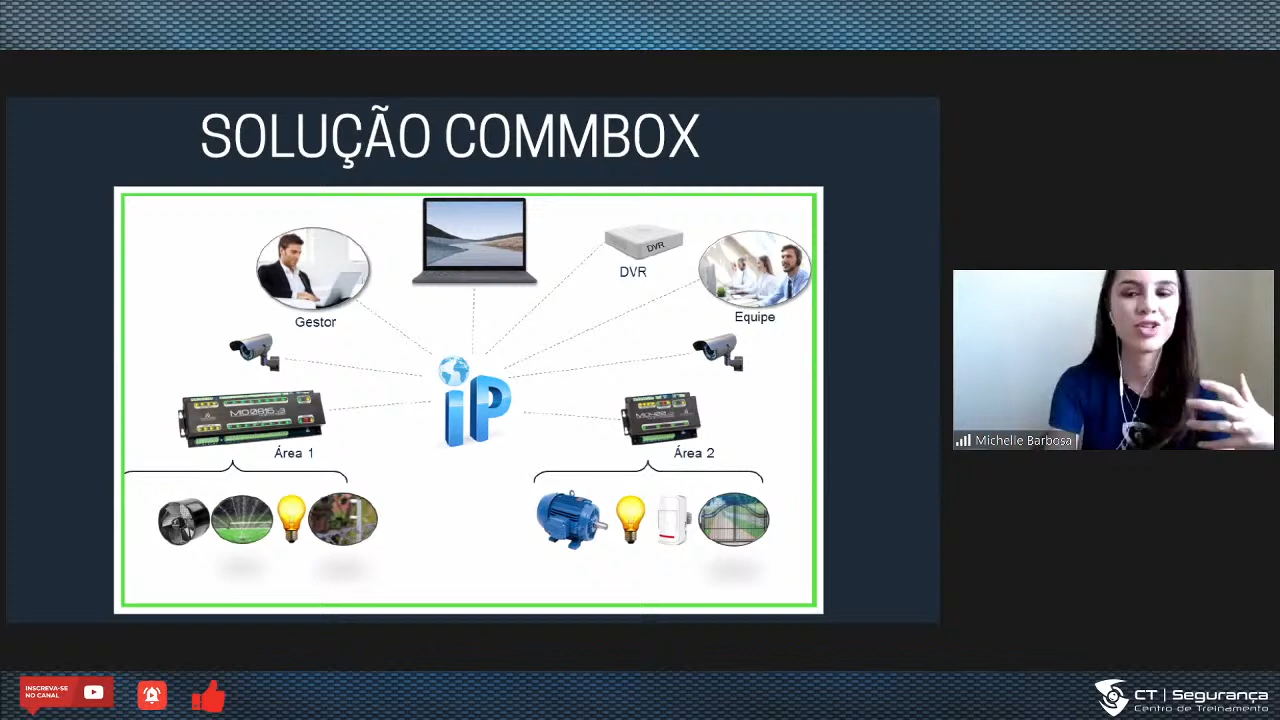 SOLUÇÃO COMMBOX
DVR
DVR
Gestor
Equipe
iP
Área 1
Área 2
Michelle Barbosa
INSCREVA-SE
NO CANAL
CT | Segurança
Centro de Treinamento